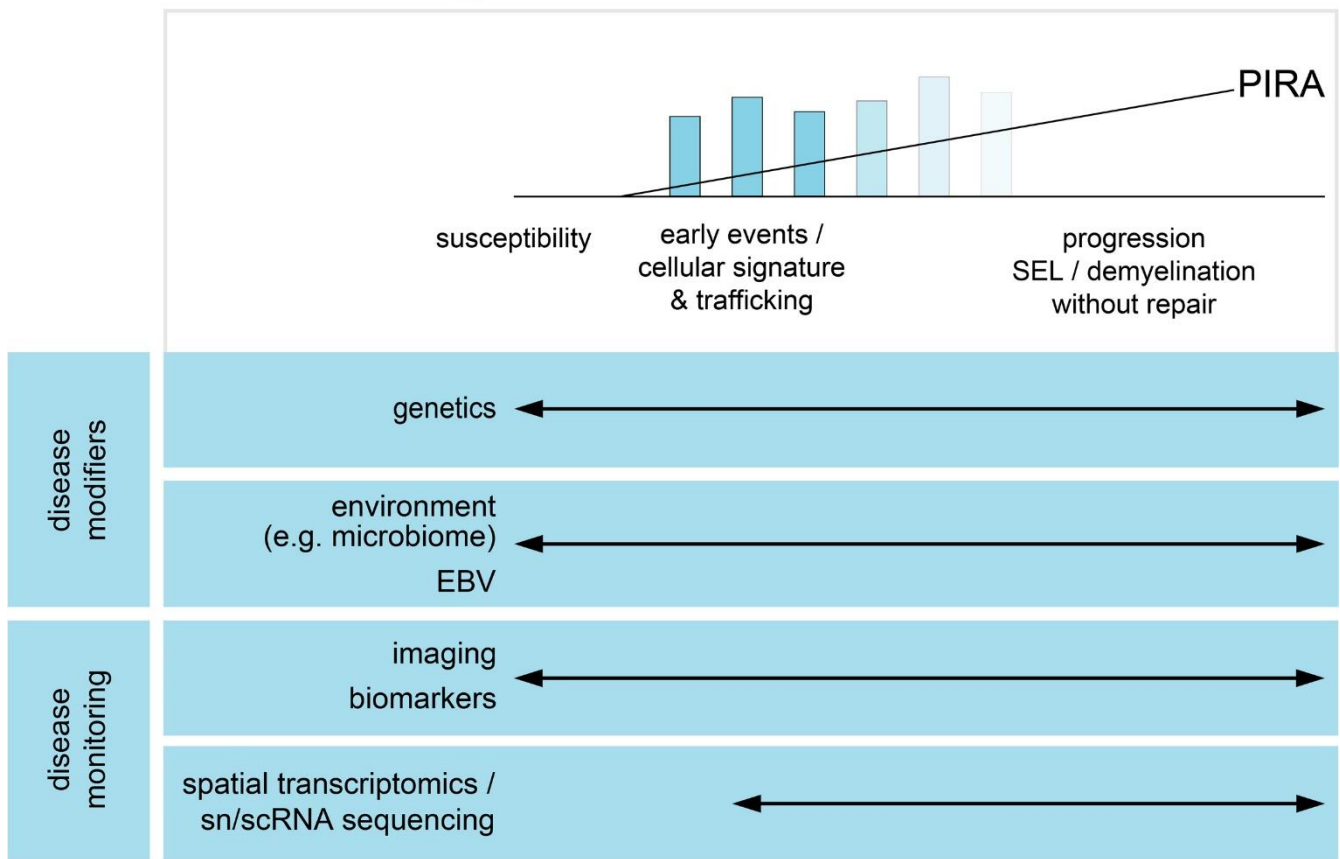 PIRA
susceptibility
early events /
cellular signature
& trafficking
progression
SEL / demyelination
without repair
disease
modifiers
genetics
environment
(e.g. microbiome)
EBV
disease
monitoring
imaging
biomarkers
spatial transcriptomics /
sn/scRNA sequencing